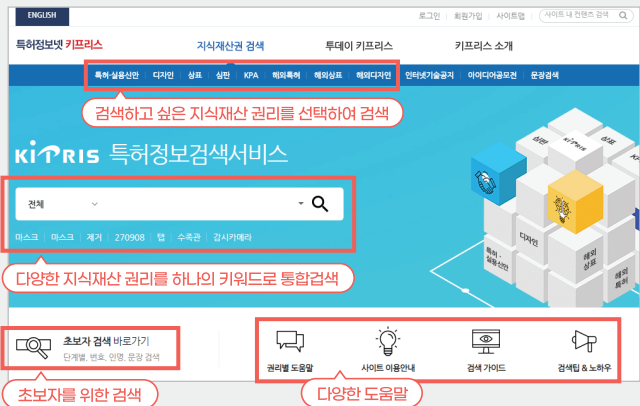 ENGLISH
로그인 회원가입 사이트맵 사이트 내 컨텐츠 검색
특허정보넷 키프리스 지식재산권 검색 투데이 키프리스 키프리스 소개
특허·실용신안 디자인 상표 심판 KPA 해외특허 해외상표 해외디자인 인터넷기술공지 아이디어공모전 문장검색
검색하고 싶은 지식재산 권리를 선택하여 검색
KIPRIS 특허정보검색서비스
심판 KPA 상표
전체
마스크 마스크 제거 270908 탭 수족관 감시카메라
디자인
특허·실용신안
해외상표
해외특허
다양한 지식재산 권리를 하나의 키워드로 통합겁색
초보자 검색 바로가기
단계별, 번호, 인명, 문장 검색
권리별 도움말 사이트 이용안내 검색 가이드 검색팁 & 노하우
초보자를 위한 검색
다양한 도움말